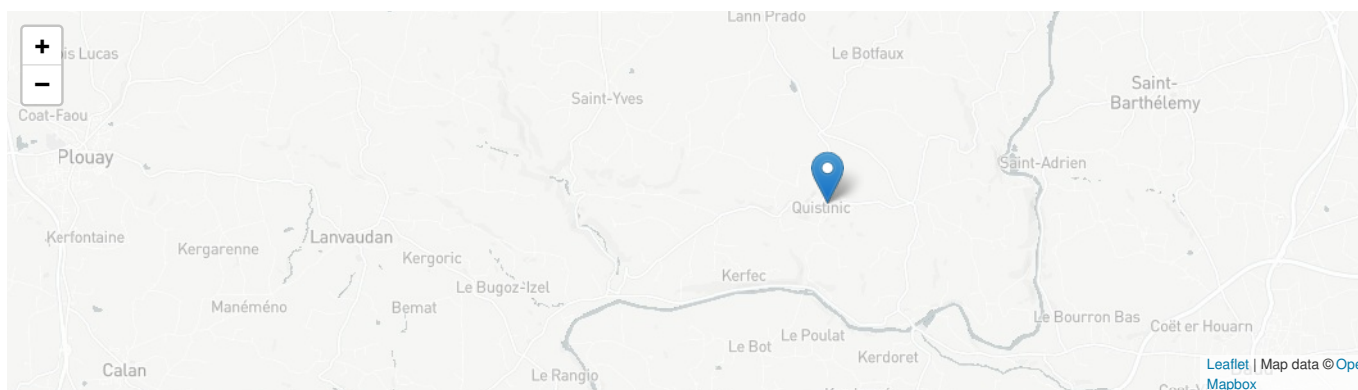 +
−
Lann Prado
is Lucas
Le Botfaux
Saint-Yves
Saint-
Barthélemy
Coat-Faou
Plouay
Saint-Adrien
Quistinic
Kerfontaine
Lanvaudan
Kergarenne
Kergoric
Kerfec
Le Bugoz-Izel
Manéméno
Bemat
Le Bourron Bas
Coët er Houarn
Le Poulat
Le Bot
Kerdoret
Calan
Le Rangio
Leaflet | Map data © Ope
Mapbox